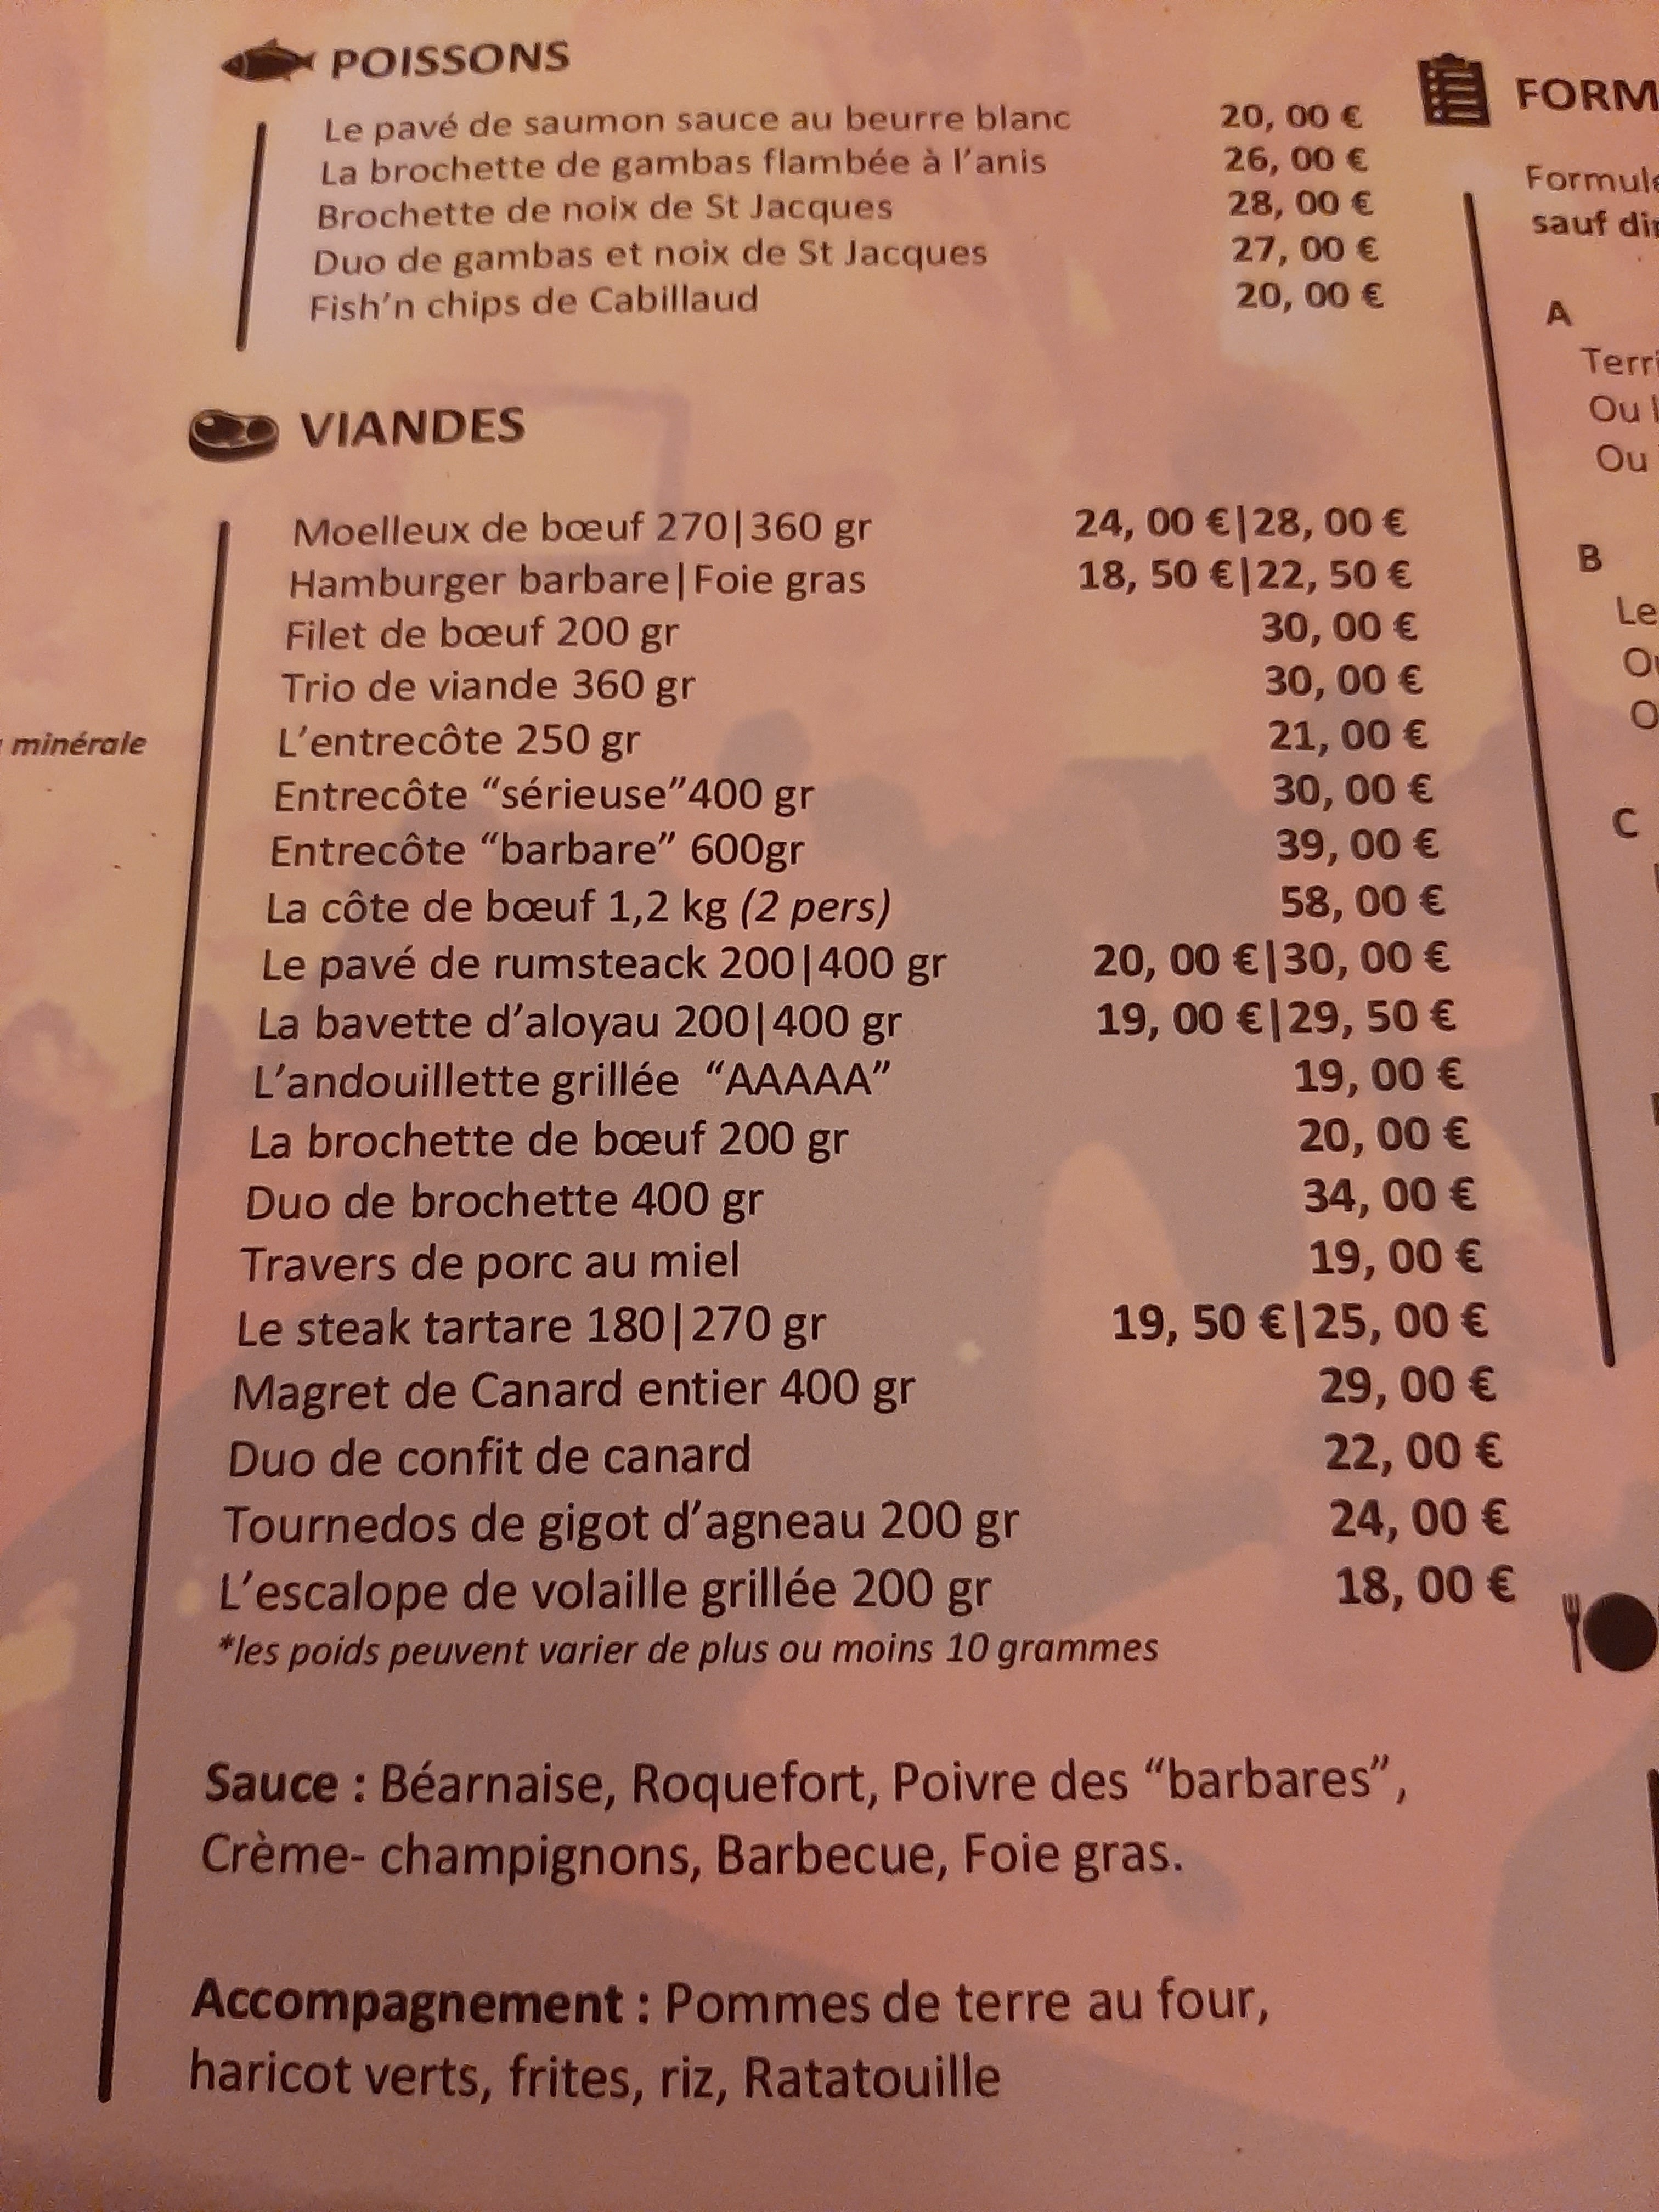 POISSONS
Le pavé de saumon sauce au beurre blanc 20, 00 €
La brochette de gambas flambée à l'anis 26, 00 €
Brochette de noix de St Jacques 28, 00 €
Duo de gambas et noix de St Jacques 27, 00 €
Fish'n chips de Cabillaud 20, 00 €
VIANDES
Moelleux de bœuf 270|360 gr 24, 00 €|28, 00 €
Hamburger barbare|Foie gras 18, 50 €|22, 50 €
Filet de bœuf 200 gr 30, 00 €
Trio de viande 360 gr 30, 00 €
L'entrecôte 250 gr 21, 00 €
Entrecôte “sérieuse”400 gr 30, 00 €
Entrecôte “barbare” 600gr 39, 00 €
La côte de bœuf 1,2 kg (2 pers) 58, 00 €
Le pavé de rumsteack 200|400 gr 20, 00 €|30, 00 €
La bavette d'aloyau 200|400 gr 19, 00 €|29, 50 €
L'andouillette grillée “AAAAA” 19, 00 €
La brochette de bœuf 200 gr 20, 00 €
Duo de brochette 400 gr 34, 00 €
Travers de porc au miel 19, 00 €
Le steak tartare 180|270 gr 19, 50 €|25, 00 €
Magret de Canard entier 400 gr 29, 00 €
Duo de confit de canard 22, 00 €
Tournedos de gigot d'agneau 200 gr 24, 00 €
L'escalope de volaille grillée 200 gr 18, 00 €
*les poids peuvent varier de plus ou moins 10 grammes
Sauce : Béarnaise, Roquefort, Poivre des “barbares”,
Crème- champignons, Barbecue, Foie gras.
Accompagnement : Pommes de terre au four,
haricot verts, frites, riz, Ratatouille
minérale
FORM
Formule
sauf
A
Terri
Ou
Ou
B
Le
C